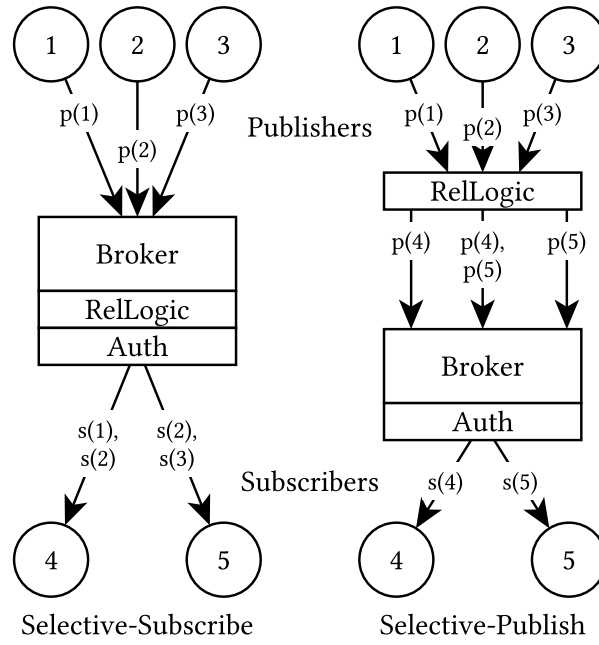 1 2 3
p(1) p(2) p(3)
Broker
RelLogic
Auth
s(1),
s(2)
s(2),
s(3)
4 5
Selective-Subscribe
Publishers
Subscribers
1 2 3
p(1) p(2) p(3)
RelLogic
p(4)
p(4),
p(5)
p(5)
Broker
Auth
s(4) s(5)
4 5
Selective-Publish